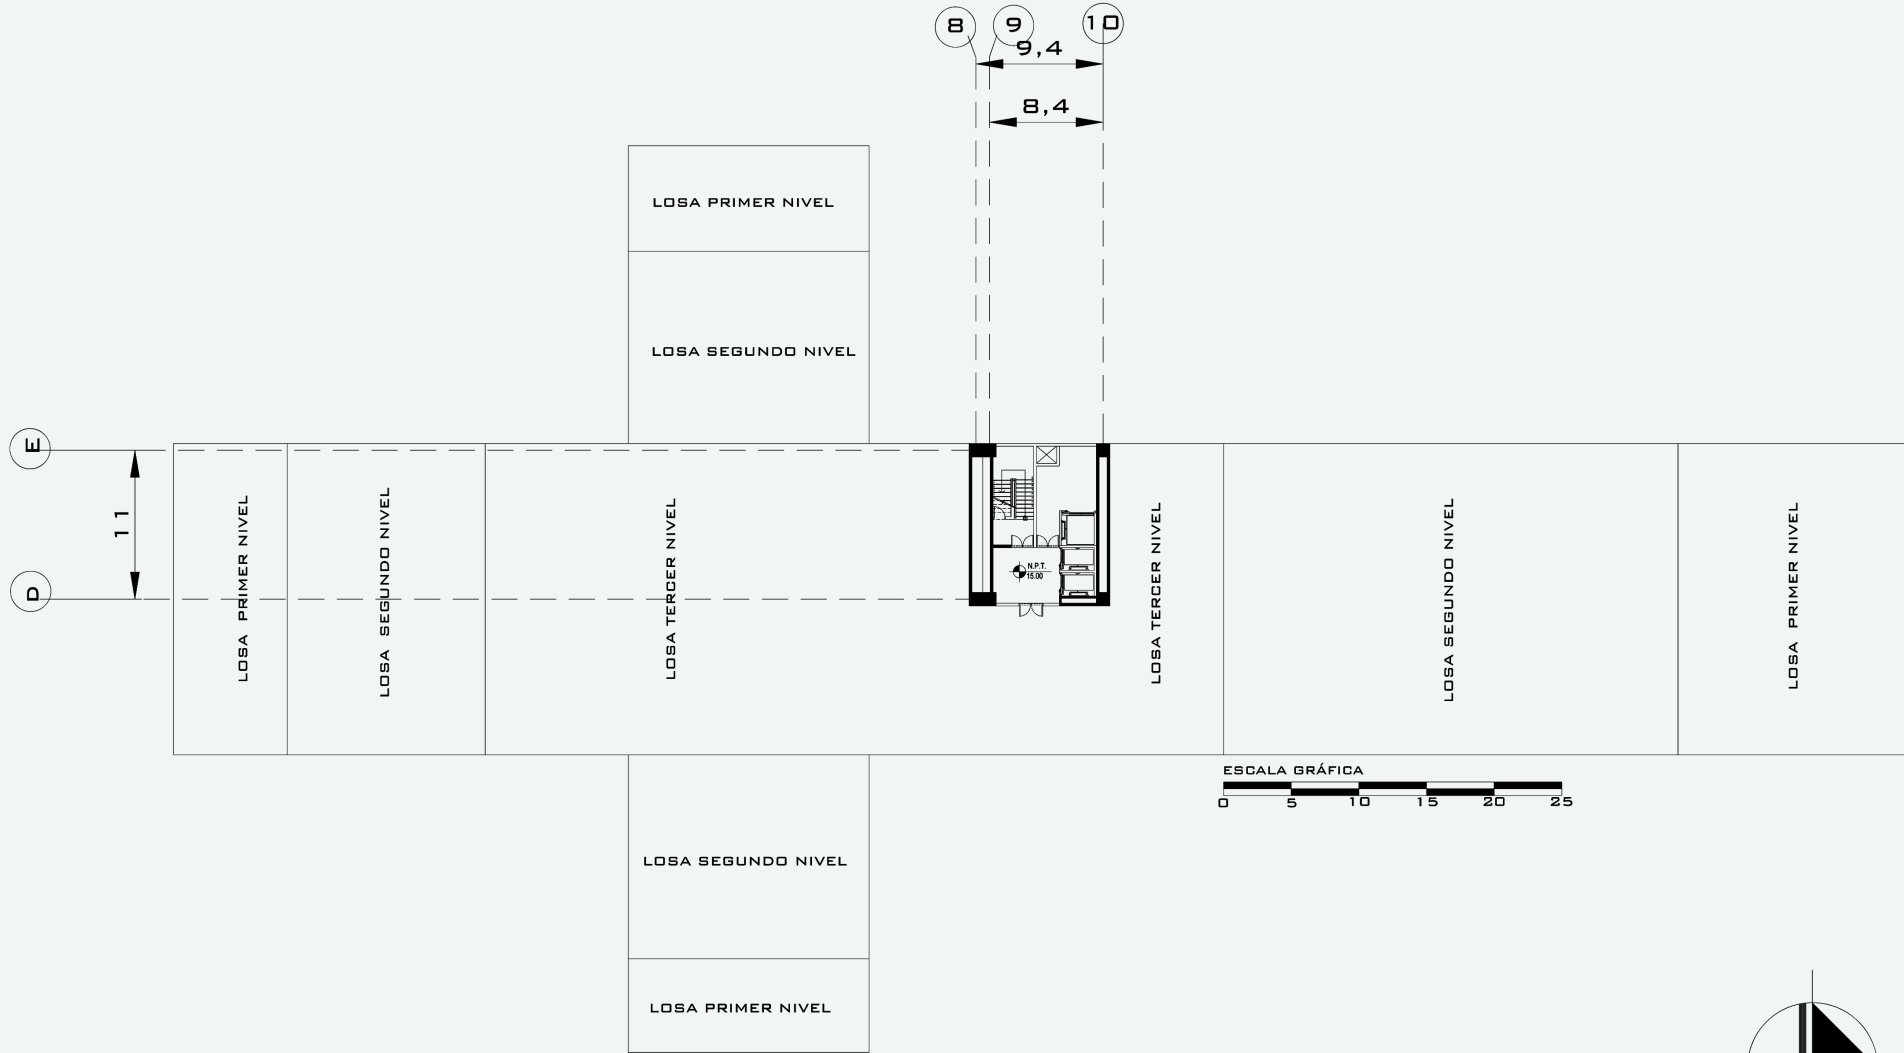 8
9
10
9,4
8,4
LOSA PRIMER NIVEL
LOSA SEGUNDO NIVEL
E
11
D
LOSA PRIMER NIVEL
LOSA SEGUNDO NIVEL
LOSA TERCER NIVEL
N.P.T.
15.00
LOSA TERCER NIVEL
LOSA SEGUNDO NIVEL
LOSA PRIMER NIVEL
ESCALA GRÁFICA
0 5 10 15 20 25
LOSA SEGUNDO NIVEL
LOSA PRIMER NIVEL